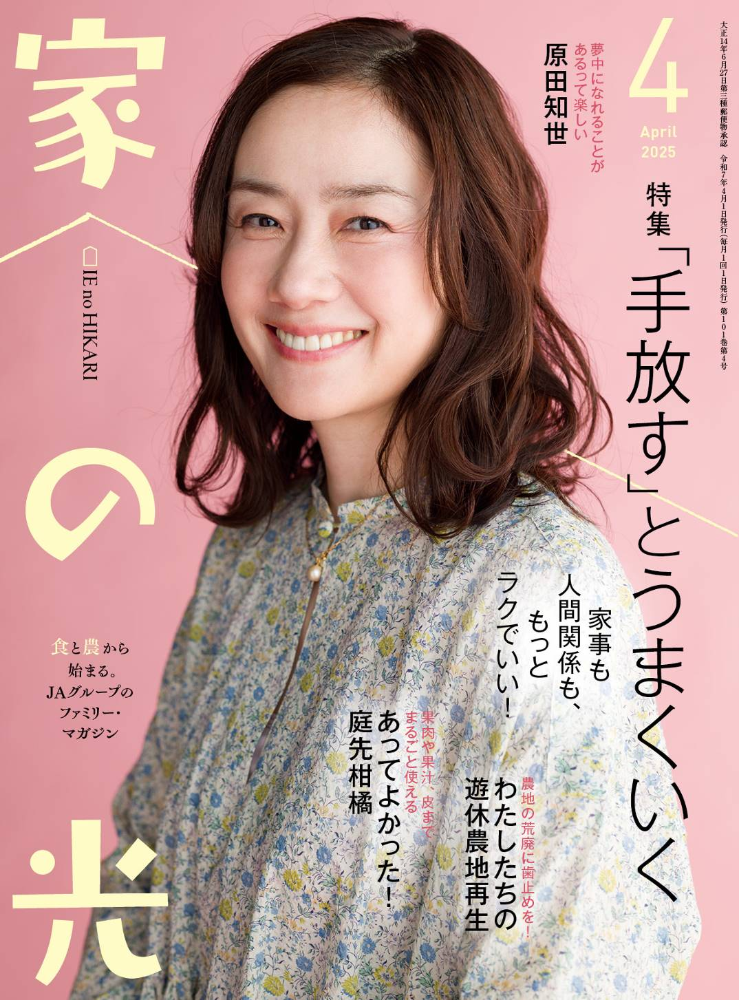 家の光
IE no HIKARI
食と農から
始まる。
JAグループの
ファミリー・
マガジン
4
April
2025
大正14年6月27日第三種郵便物承認 令和7年4月1日発行(毎月1回1日発行) 第101巻第4号
夢中になれることが
あるって楽しい
原田知世
特集「手放す」とうまくいく
家事も
人間関係も、
もっと
ラクでいい!
農地の荒廃に歯止めを!
わたしたちの
遊休農地再生
果肉や果汁、皮まで
まるごと使える
あってよかった!
庭先柑橘